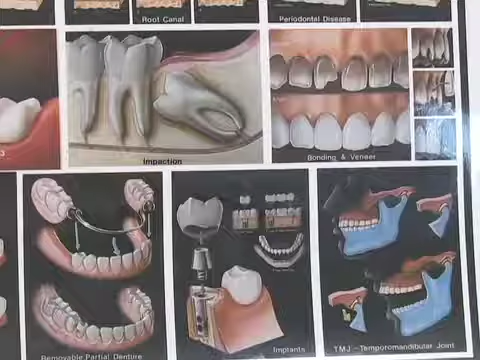 Root Canal
Periodontal Disease
Impaction
Bonding & Veneer
Removable Partial Denture
Implants
TMJ - Temporomandibular Joint